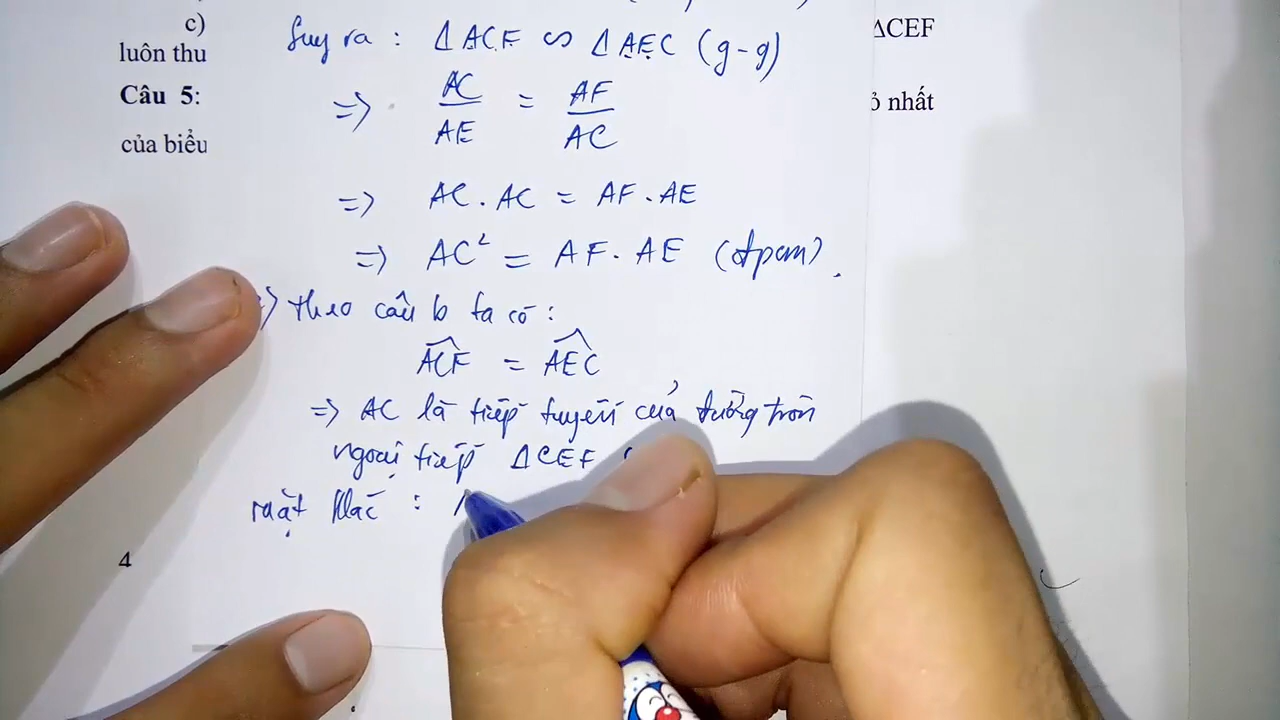 c)
Suy ra : ΔACF ∽ ΔAEC (g-g)
ΔCEF
luôn thu
=> AC/AE = AF/AC
Câu 5:
nhất
của biểu
=> AC . AC = AF . AE
=> AC² = AF . AE (đpcm).
) theo câu b ta có :
ACF = AEC
=> AC là tiếp tuyến của đường tròn
ngoại tiếp ΔCEF
mặt khác :
4